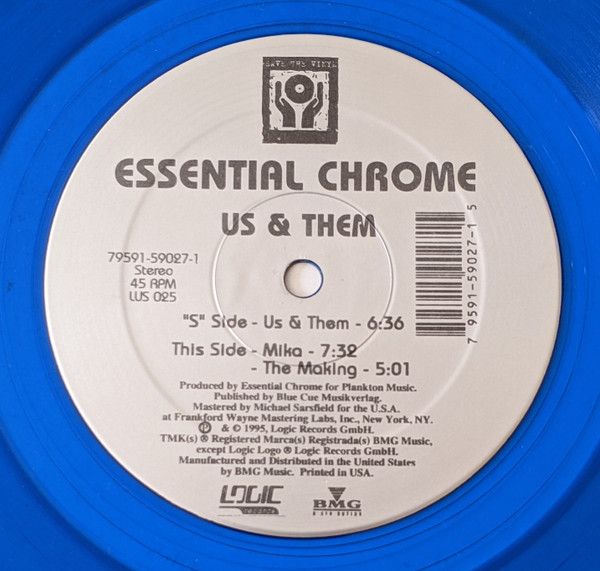 SAVE THE VINYL
ESSENTIAL CHROME
US & THEM
79591-59027-1
Stereo
45 RPM
LUS 025
7 9591-59027-1 5
"S" Side - Us & Them - 6:36
This Side - Mika - 7:32
- The Making - 5:01
Produced by Essential Chrome for Plankton Music.
Published by Blue Cue Musikverlag.
Mastered by Michael Sarsfield for the U.S.A.
at Frankford Wayne Mastering Labs, Inc., New York, NY.
℗ & © 1995, Logic Records GmbH.
TMK(s) ® Registered Marca(s) Registrada(s) BMG Music,
except Logic Logo ® Logic Records GmbH.
Manufactured and Distributed in the United States
by BMG Music. Printed in USA.
LOGIC
RECORDS
BMG